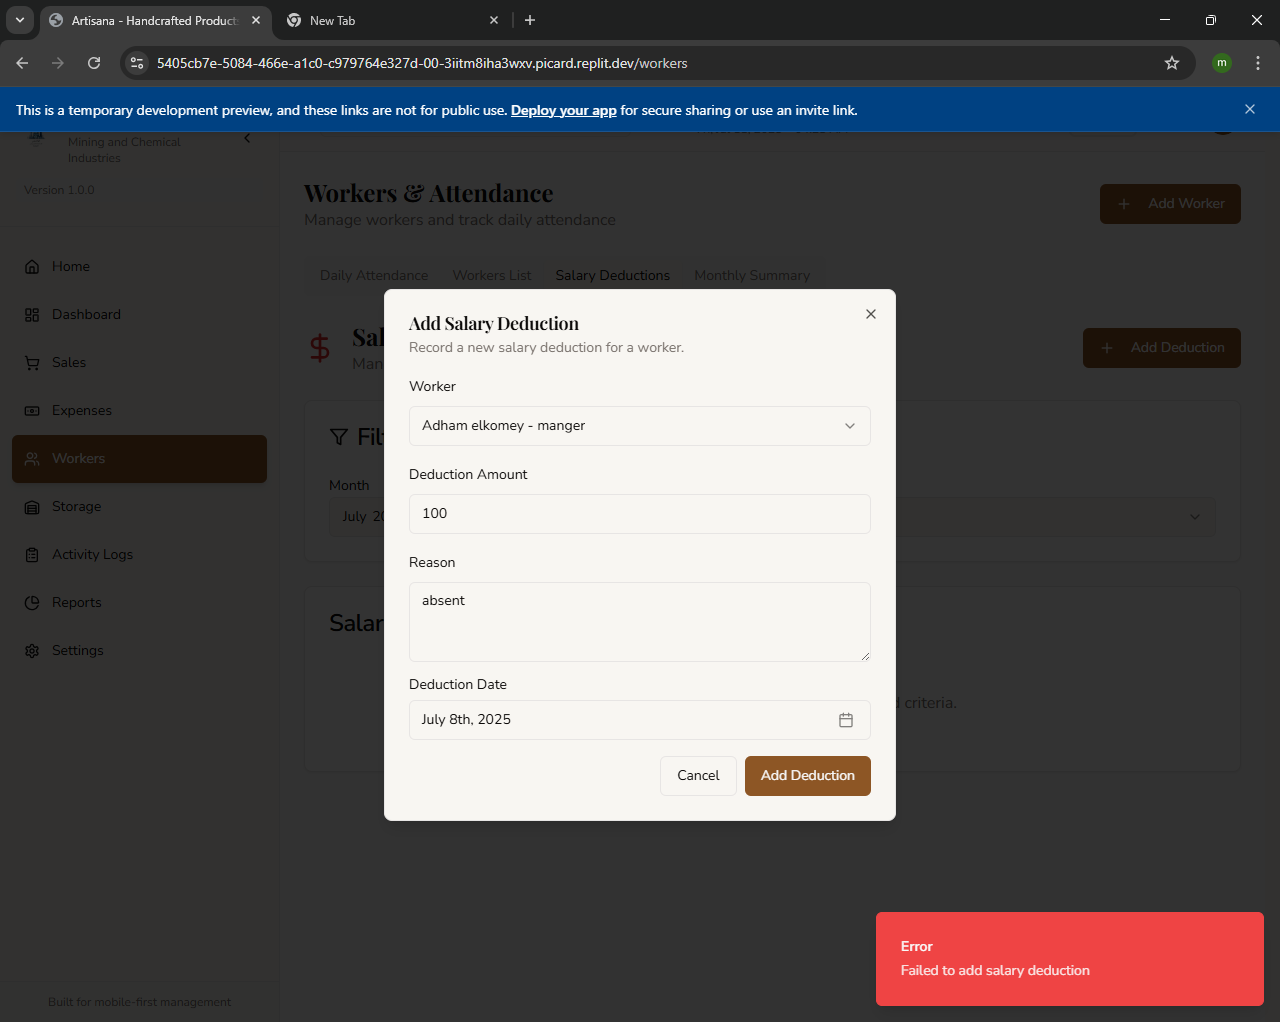 Artisana - Handcrafted Product
New Tab
5405cb7e-5084-466e-a1c0-c979764e327d-00-3iitm8iha3wxv.picard.replit.dev/workers
m
This is a temporary development preview, and these links are not for public use. Deploy your app for secure sharing or use an invite link.
Mining and Chemical
Industries
Version 1.0.0
Home
Dashboard
Sales
Expenses
Workers
Storage
Activity Logs
Reports
Settings
Built for mobile-first management
Workers & Attendance
Manage workers and track daily attendance
Add Worker
Daily Attendance
Workers List
Salary Deductions
Monthly Summary
Sal
Man
Add Deduction
Filt
Month
July 20
Salar
d criteria.
Add Salary Deduction
Record a new salary deduction for a worker.
Worker
Adham elkomey - manger
Deduction Amount
100
Reason
absent
Deduction Date
July 8th, 2025
Cancel
Add Deduction
Error
Failed to add salary deduction